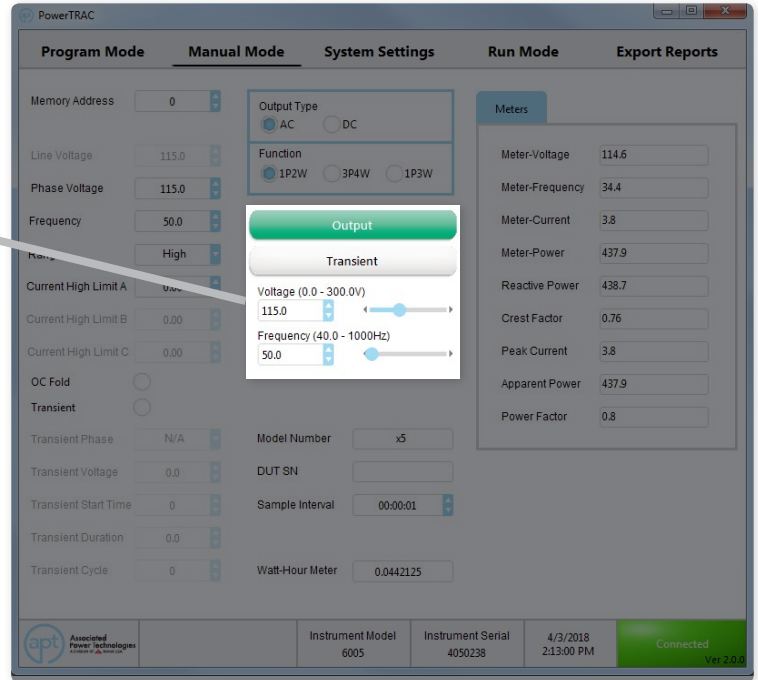 PowerTRAC
Program Mode
Manual Mode
System Settings
Run Mode
Export Reports
Memory Address 0
Line Voltage 115.0
Phase Voltage 115.0
Frequency 50.0
High
Current High Limit A 0.00
Current High Limit B 0.00
Current High Limit C 0.00
OC Fold
Transient
Transient Phase N/A
Transient Voltage 0.0
Transient Start Time 0
Transient Duration 0.0
Transient Cycle 0
Output Type
AC DC
Function
1P2W 3P4W 1P3W
Output
Transient
Voltage (0.0 - 300.0V)
115.0
Frequency (40.0 - 1000Hz)
50.0
Model Number x5
DUT SN
Sample Interval 00:00:01
Watt-Hour Meter 0.0442125
Meters
Meter-Voltage 114.6
Meter-Frequency 34.4
Meter-Current 3.8
Meter-Power 437.9
Reactive Power 438.7
Crest Factor 0.76
Peak Current 3.8
Apparent Power 437.9
Power Factor 0.8
apt Associated
Power Technologies
Instrument Model
6005
Instrument Serial
4050238
4/3/2018
2:13:00 PM
Connected
Ver 2.0.0